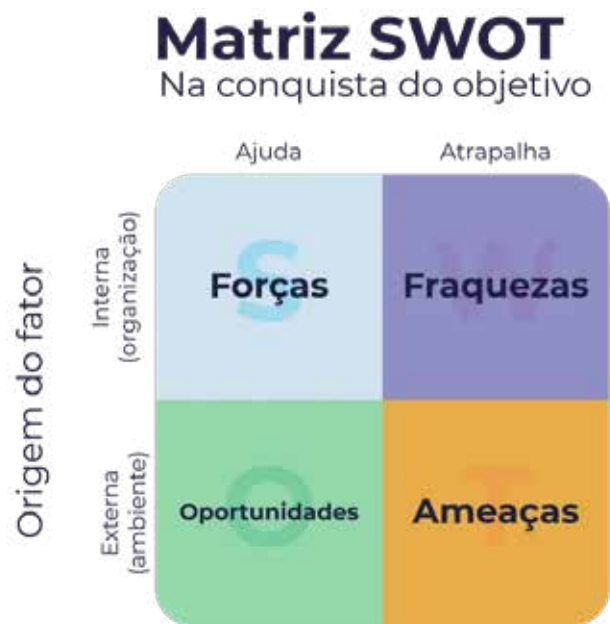 Matriz SWOT
Na conquista do objetivo
Ajuda
Atrapalha
Origem do fator
Interna
(organização)
S
Forças
W
Fraquezas
Externa
(ambiente)
O
Oportunidades
T
Ameaças